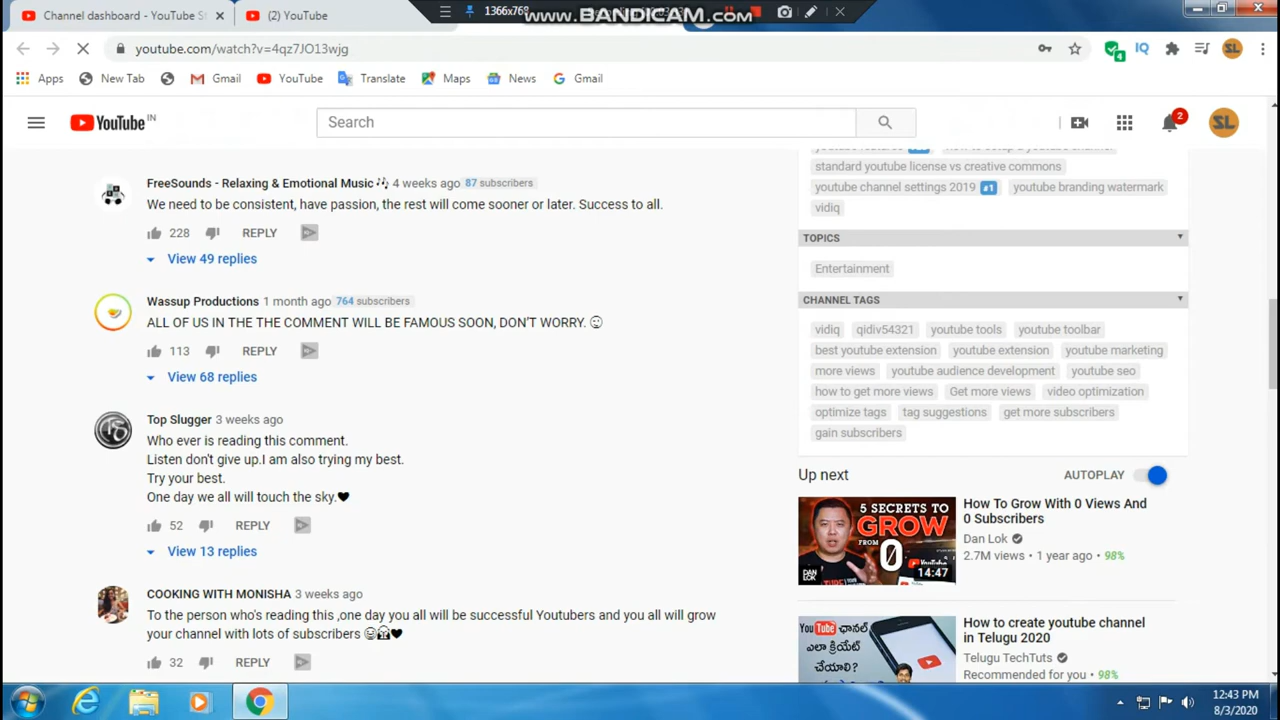 Channel dashboard - YouTube S
(2) YouTube
1366x768
www.BANDICAM.com
youtube.com/watch?v=4qz7JO13wjg
4
IQ
SL
Apps
New Tab
Gmail
YouTube
Translate
Maps
News
Gmail
YouTube IN
Search
2
SL
FreeSounds - Relaxing & Emotional Music 🎶 4 weeks ago 87 subscribers
We need to be consistent, have passion, the rest will come sooner or later. Success to all.
228 REPLY
View 49 replies
Wassup Productions 1 month ago 764 subscribers
ALL OF US IN THE THE COMMENT WILL BE FAMOUS SOON, DON'T WORRY.
113 REPLY
View 68 replies
Top Slugger 3 weeks ago
Who ever is reading this comment.
Listen don't give up.I am also trying my best.
Try your best.
One day we all will touch the sky.🖤
52 REPLY
View 13 replies
COOKING WITH MONISHA 3 weeks ago
To the person who's reading this ,one day you all will be successful Youtubers and you all will grow
your channel with lots of subscribers
32 REPLY
standard youtube license vs creative commons
youtube channel settings 2019 #1 youtube branding watermark
vidiq
TOPICS
Entertainment
CHANNEL TAGS
vidiq qidiv54321 youtube tools youtube toolbar
best youtube extension youtube extension youtube marketing
more views youtube audience development youtube seo
how to get more views Get more views video optimization
optimize tags tag suggestions get more subscribers
gain subscribers
Up next AUTOPLAY
5 SECRETS TO
GROW
FROM 0
DAN LOK
14:47
How To Grow With 0 Views And
0 Subscribers
Dan Lok
2.7M views • 1 year ago • 98%
You Tube ఛానల్
ఎలా క్రియేట్
చేయాలి?
How to create youtube channel
in Telugu 2020
Telugu TechTuts
Recommended for you • 98%
12:43 PM
8/3/2020